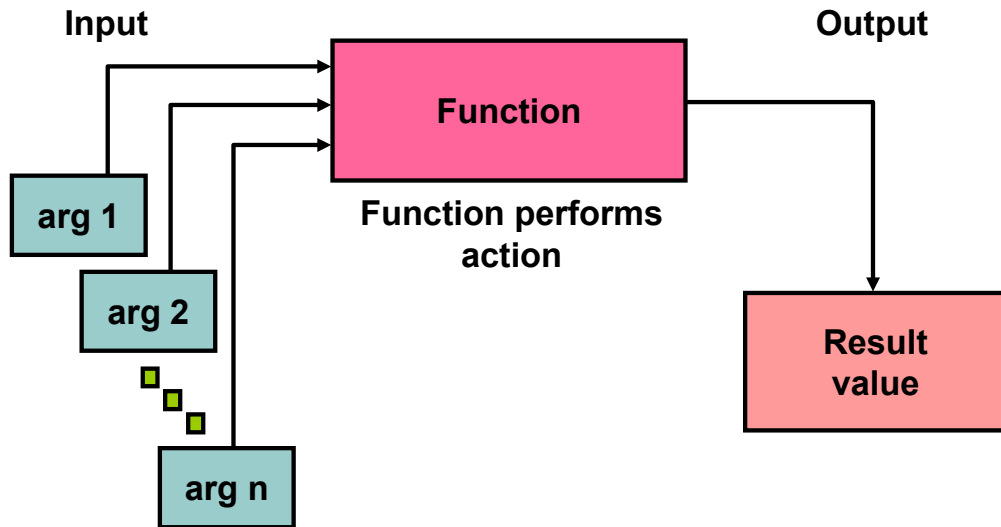 Input
Output
Function
Function performs
action
arg 1
arg 2
arg n
Result
value